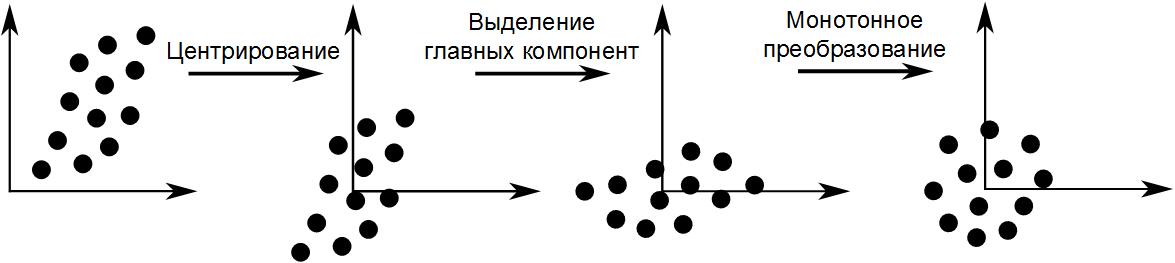 Центрирование
Выделение
главных компонент
Монотонное
преобразование